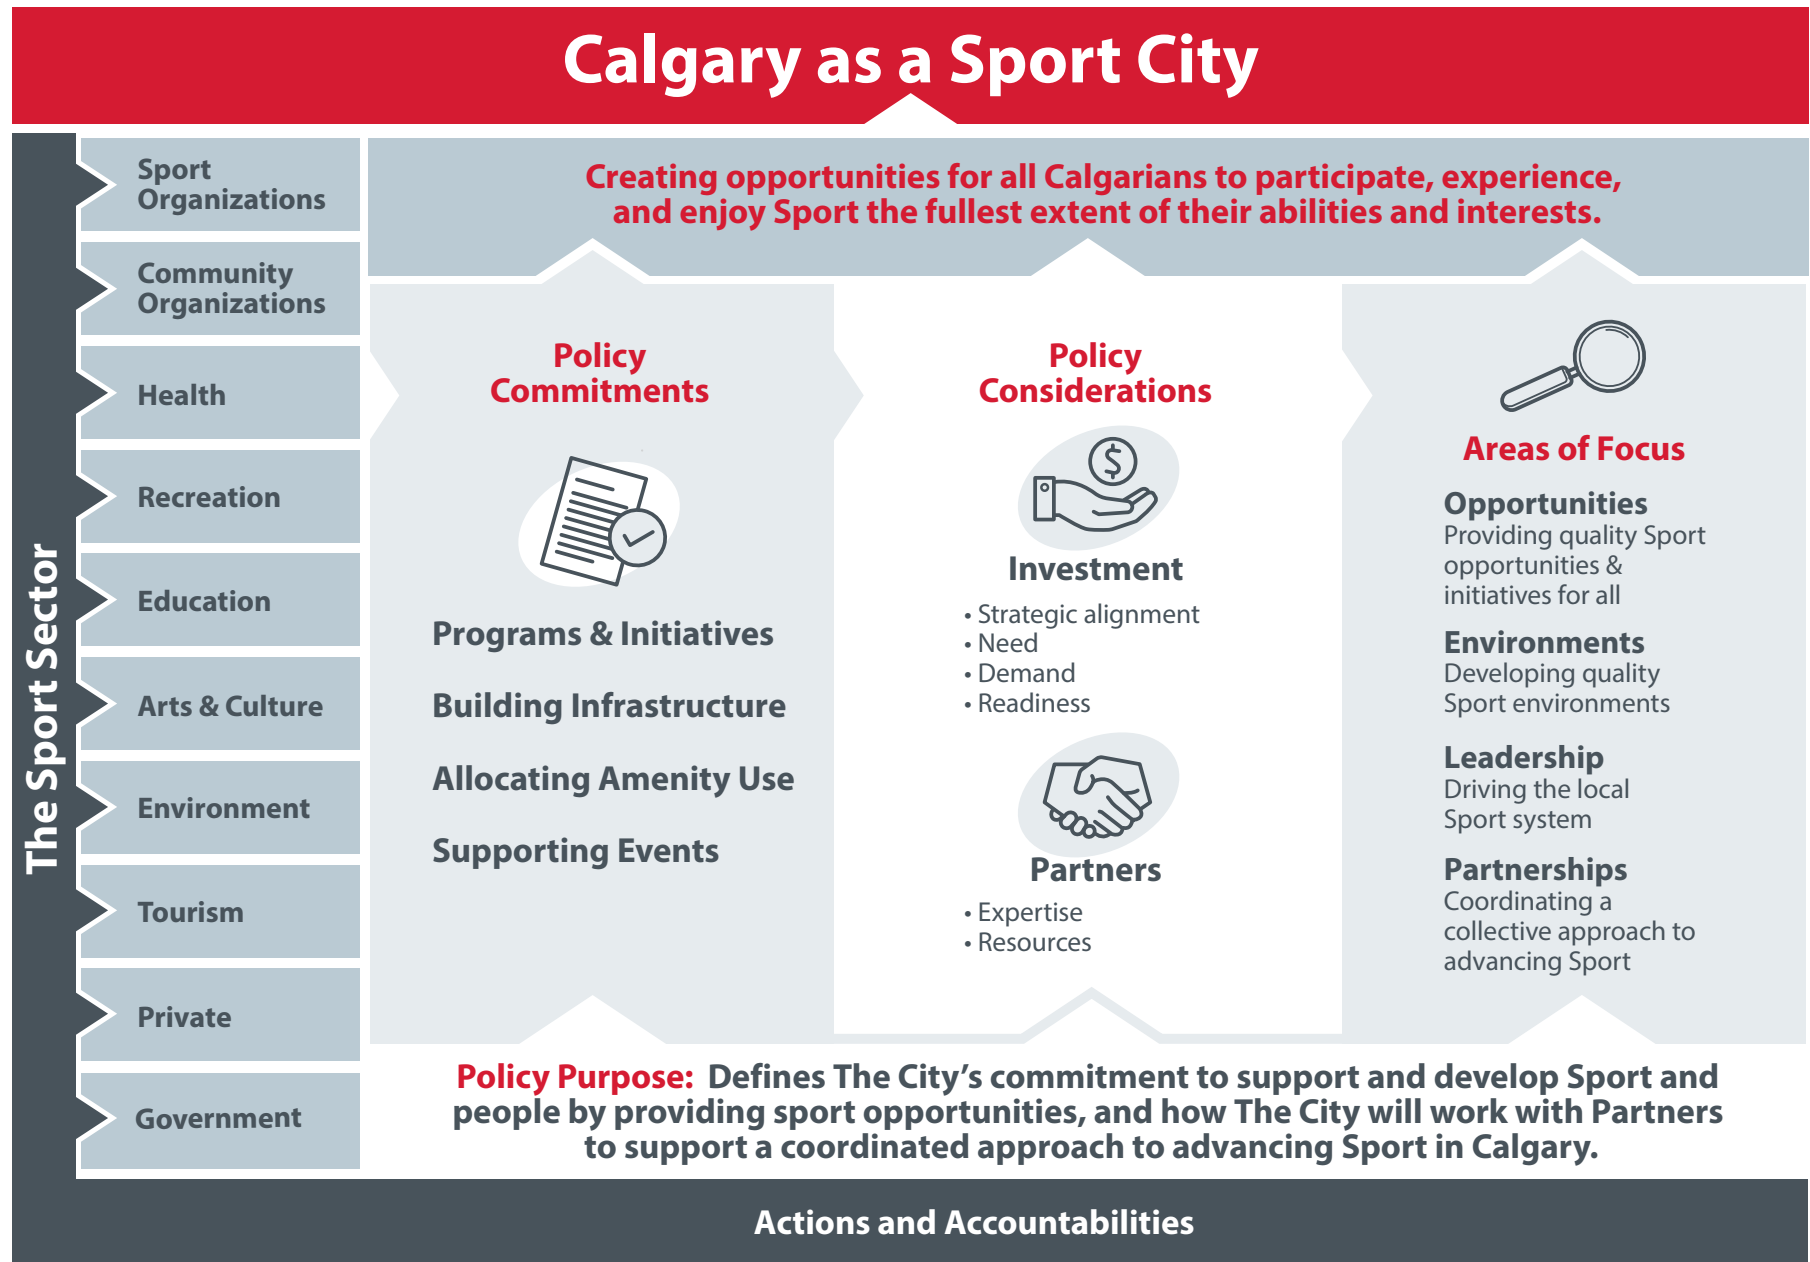 Calgary as a Sport City
The Sport Sector
Sport
Organizations
Community
Organizations
Health
Recreation
Education
Arts & Culture
Environment
Tourism
Private
Government
Creating opportunities for all Calgarians to participate, experience,
and enjoy Sport the fullest extent of their abilities and interests.
Policy
Commitments
Programs & Initiatives
Building Infrastructure
Allocating Amenity Use
Supporting Events
Policy
Considerations
$
Investment
• Strategic alignment
• Need
• Demand
• Readiness
Partners
• Expertise
• Resources
Areas of Focus
Opportunities
Providing quality Sport
opportunities &
initiatives for all
Environments
Developing quality
Sport environments
Leadership
Driving the local
Sport system
Partnerships
Coordinating a
collective approach to
advancing Sport
Policy Purpose: Defines The City’s commitment to support and develop Sport and
people by providing sport opportunities, and how The City will work with Partners
to support a coordinated approach to advancing Sport in Calgary.
Actions and Accountabilities